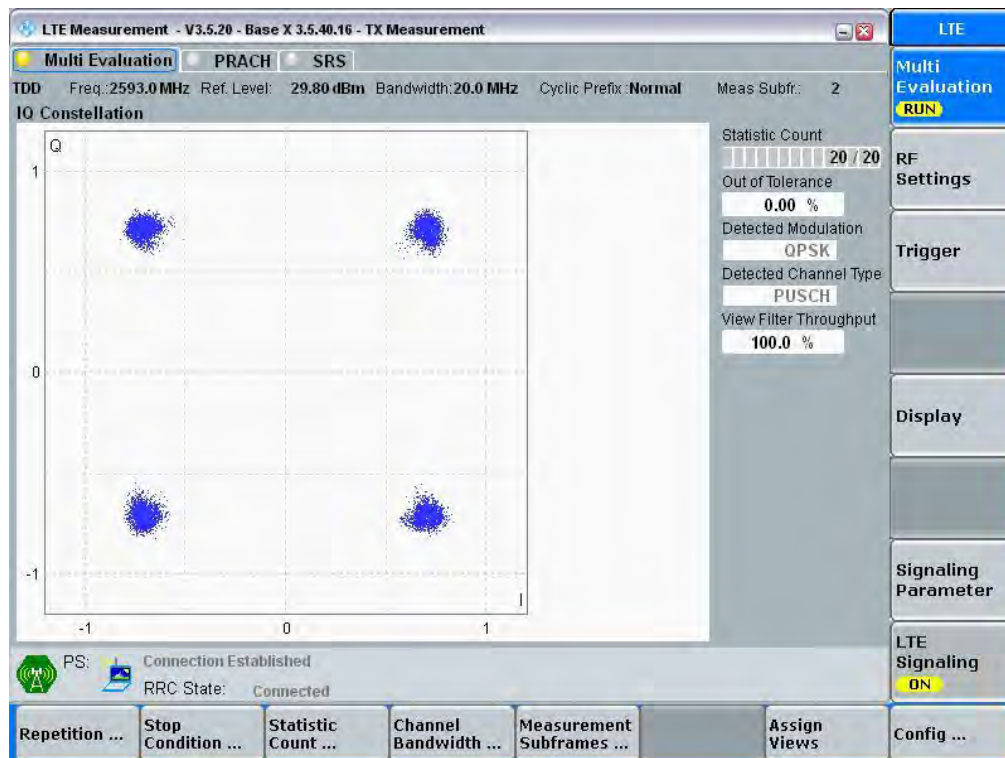 LTE Measurement - V3.5.20 - Base X 3.5.40.16 - TX Measurement
LTE
Multi Evaluation PRACH SRS
TDD Freq.:2593.0 MHz Ref. Level: 29.80 dBm Bandwidth:20.0 MHz Cyclic Prefix :Normal Meas Subfr.: 2
IQ Constellation
Q
1
0
-1
-1 0 1
I
Statistic Count
20 / 20
Out of Tolerance
0.00 %
Detected Modulation
QPSK
Detected Channel Type
PUSCH
View Filter Throughput
100.0 %
Multi
Evaluation
RUN
RF
Settings
Trigger
Display
Signaling
Parameter
LTE
Signaling
ON
PS: Connection Established
RRC State: Connected
Repetition ...
Stop
Condition ...
Statistic
Count ...
Channel
Bandwidth ...
Measurement
Subframes ...
Assign
Views
Config ...